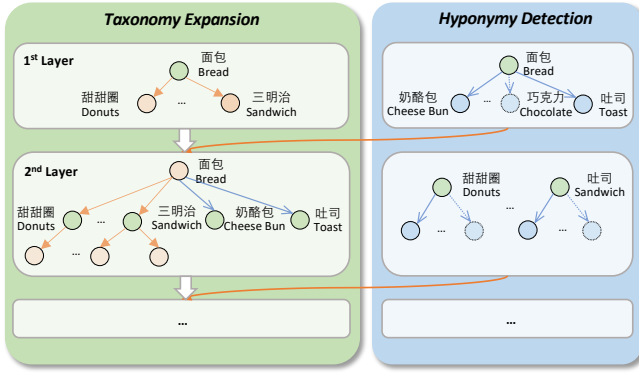 Taxonomy Expansion
1st Layer
面包
Bread
甜甜圈
Donuts
...
三明治
Sandwich
2nd Layer
面包
Bread
甜甜圈
Donuts
...
三明治
Sandwich
奶酪包
Cheese Bun
吐司
Toast
...
...
Hyponymy Detection
面包
Bread
奶酪包
Cheese Bun
...
巧克力
Chocolate
吐司
Toast
甜甜圈
Donuts
吐司
Sandwich
...
...
...
...